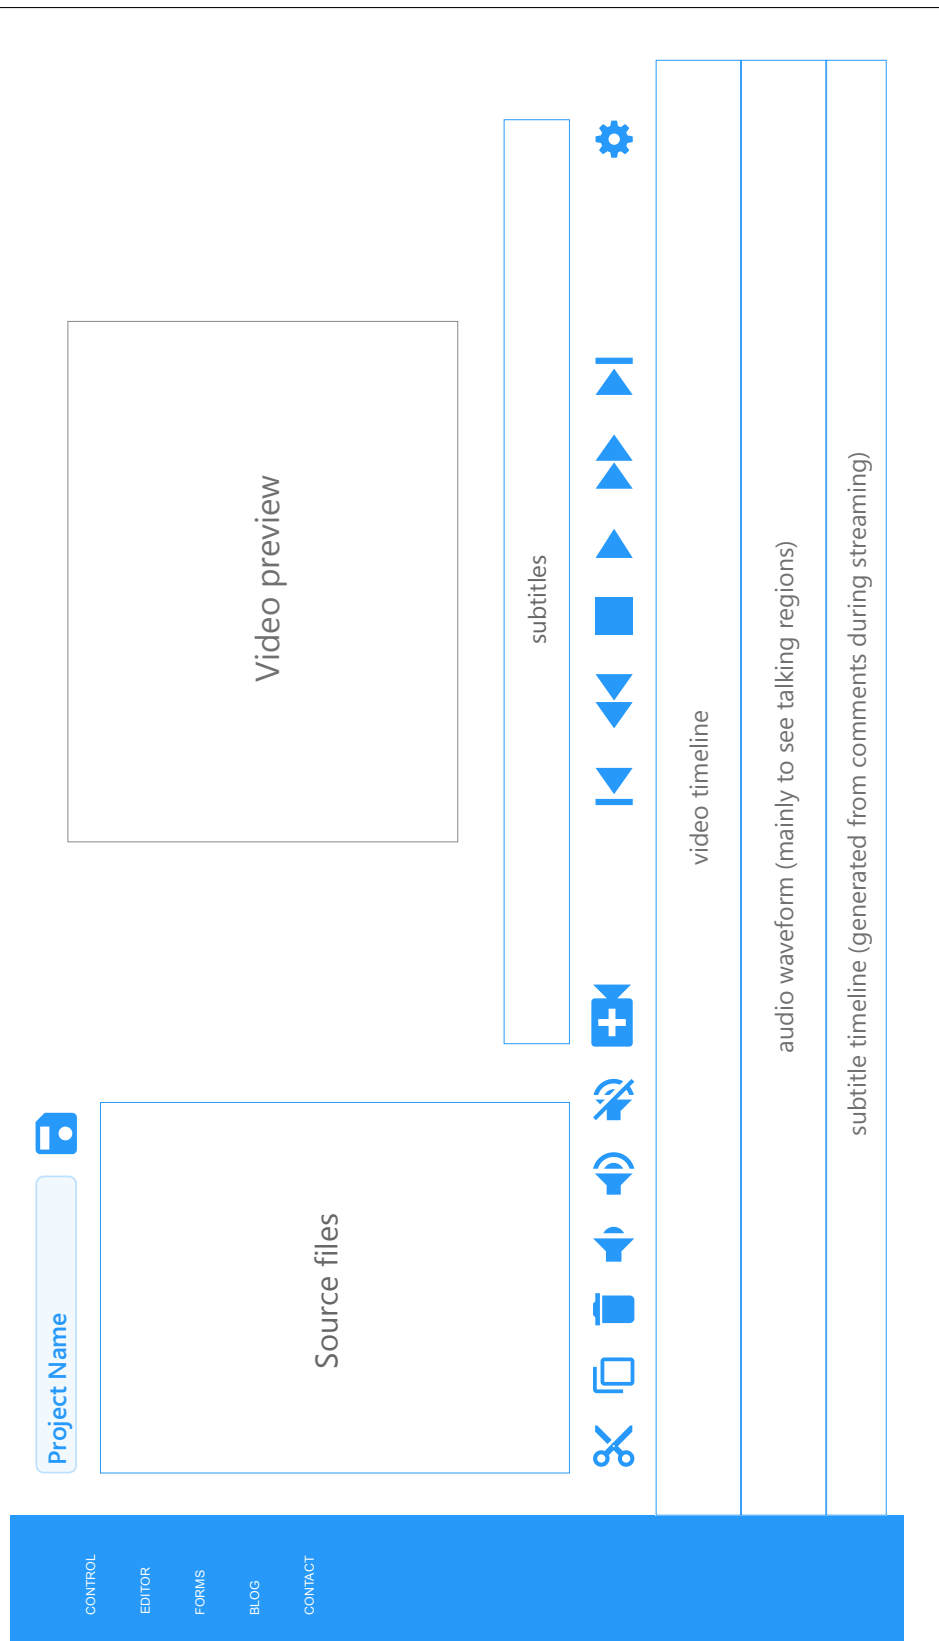 CONTROL
EDITOR
FORMS
BLOG
CONTACT
Project Name
Source files
Video preview
subtitles
video timeline
audio waveform (mainly to see talking regions)
subtitle timeline (generated from comments during streaming)